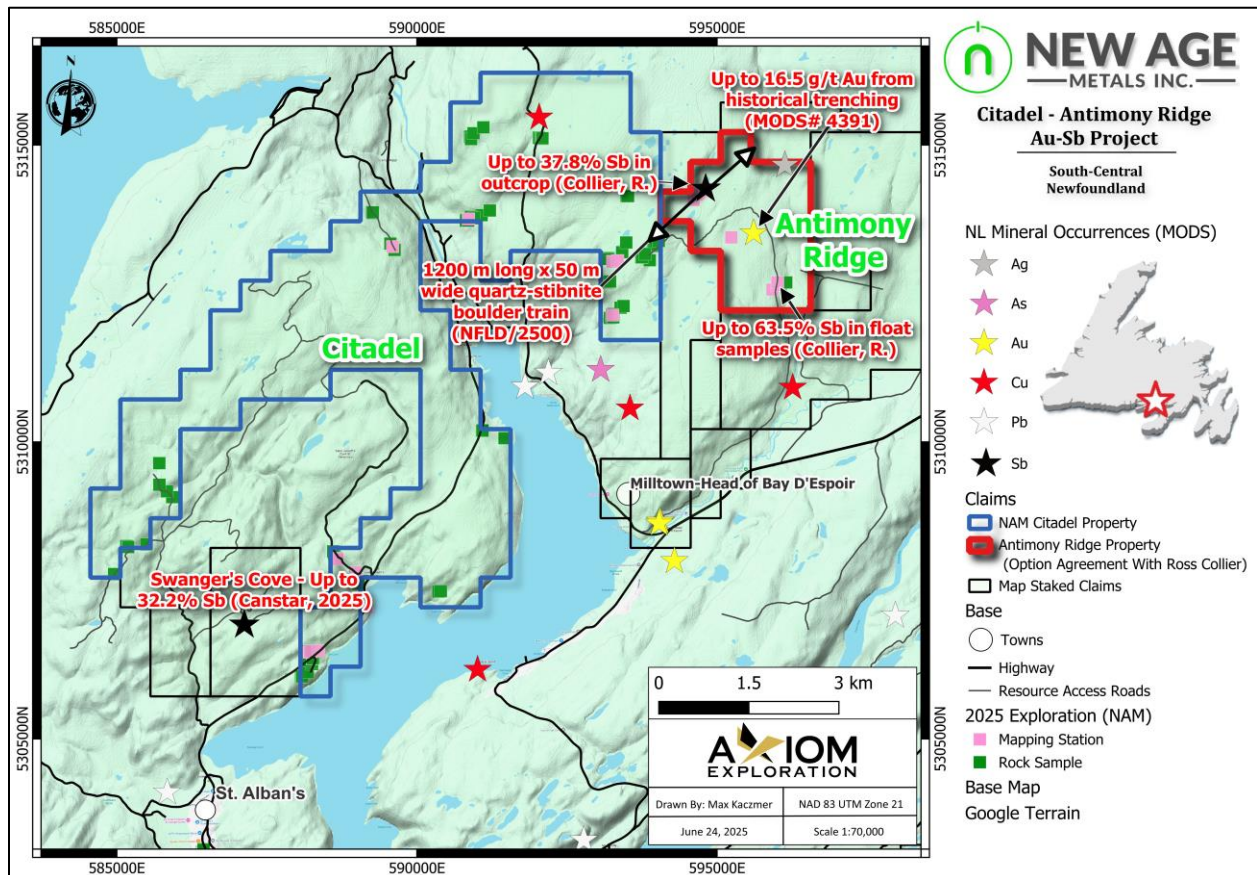 585000E
590000E
595000E
5315000N
5310000N
5305000N
N
Up to 16.5 g/t Au from
historical trenching
(MODS# 4391)
Up to 37.8% Sb in
outcrop (Collier, R.)
Antimony
Ridge
1200 m long x 50 m
wide quartz-stibnite
boulder train
(NFLD/2500)
Up to 63.5% Sb in float
samples (Collier, R.)
Citadel
Milltown-Head of Bay D'Espoir
Swanger's Cove - Up to
32.2% Sb (Canstar, 2025)
St. Alban's
0 1.5 3 km
AXIOM
EXPLORATION
Drawn By: Max Kaczmer
NAD 83 UTM Zone 21
June 24, 2025
Scale 1:70,000
5315000N
5310000N
5305000N
585000E
590000E
595000E
n
NEW AGE
METALS INC.
Citadel - Antimony Ridge
Au-Sb Project
South-Central
Newfoundland
NL Mineral Occurrences (MODS)
Ag
As
Au
Cu
Pb
Sb
Claims
NAM Citadel Property
Antimony Ridge Property
(Option Agreement With Ross Collier)
Map Staked Claims
Base
Towns
Highway
Resource Access Roads
2025 Exploration (NAM)
Mapping Station
Rock Sample
Base Map
Google Terrain